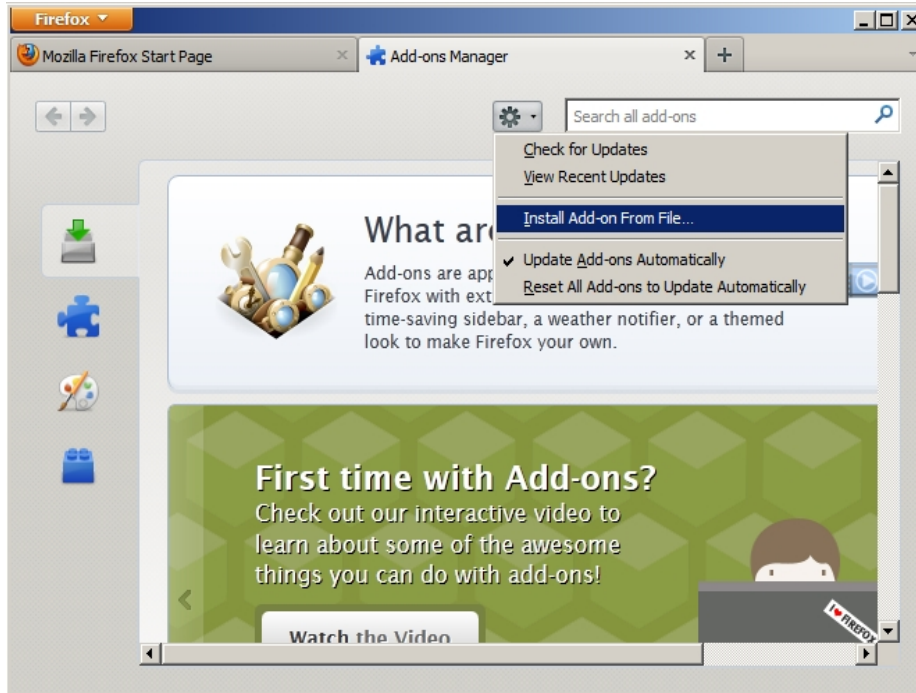 Firefox
Mozilla Firefox Start Page
Add-ons Manager
Search all add-ons
Check for Updates
View Recent Updates
Install Add-on From File...
Update Add-ons Automatically
Reset All Add-ons to Update Automatically
What are
Add-ons are app
Firefox with ext
time-saving sidebar, a weather notifier, or a themed
look to make Firefox your own.
First time with Add-ons?
Check out our interactive video to
learn about some of the awesome
things you can do with add-ons!
Watch the Video
I ♥ FIREFOX